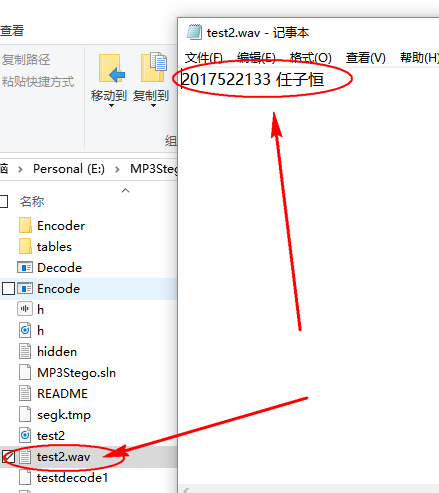 查看
复制路径
粘贴快捷方式
移动到
复制到
组
脑
Personal (E:)
MP3Steg
名称
Encoder
tables
Decode
Encode
h
h
hidden
MP3Stego.sln
README
segk.tmp
test2
test2.wav
testdecode1
test2.wav - 记事本
文件(F) 编辑(E) 格式(O) 查看(V) 帮助(H)
2017522133 任子恒